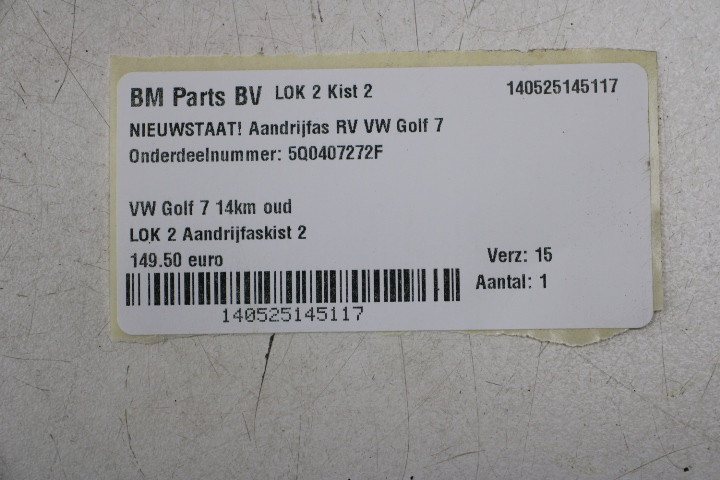 BM Parts BV LOK 2 Kist 2 140525145117
NIEUWSTAAT! Aandrijfas RV VW Golf 7
Onderdeelnummer: 5Q0407272F
VW Golf 7 14km oud
LOK 2 Aandrijfaskist 2
149.50 euro Verz: 15
Aantal: 1
140525145117